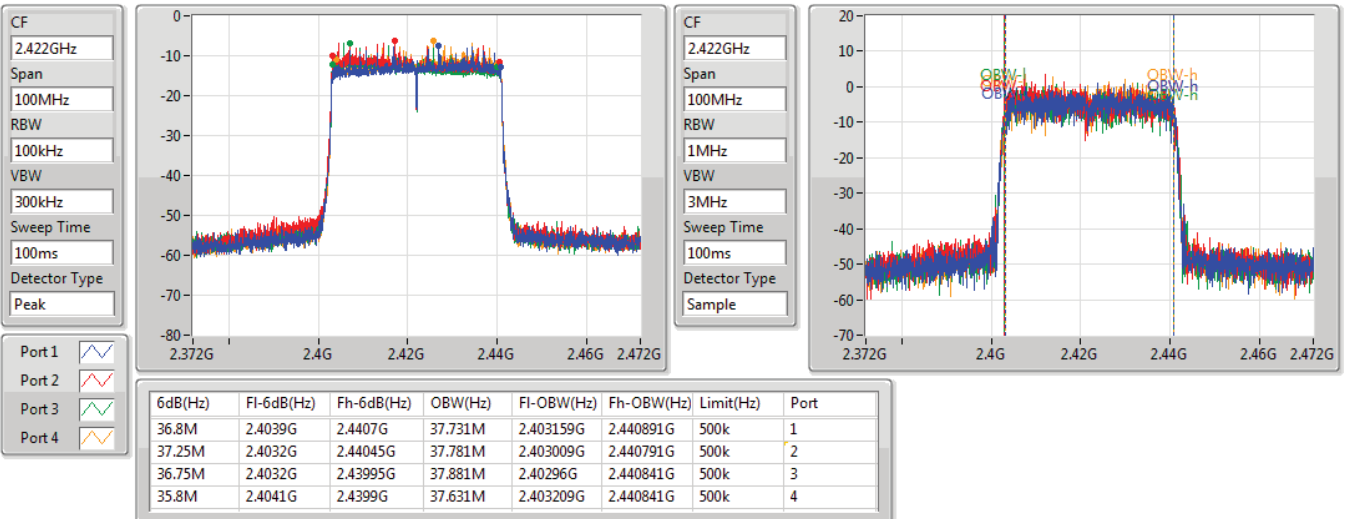 CF
2.422GHz
Span
100MHz
RBW
100kHz
VBW
300kHz
Sweep Time
100ms
Detector Type
Peak
0
-10
-20
-30
-40
-50
-60
-70
-80
2.372G 2.4G 2.42G 2.44G 2.46G 2.472G
CF
2.422GHz
Span
100MHz
RBW
1MHz
VBW
3MHz
Sweep Time
100ms
Detector Type
Sample
20
10
0
-10
-20
-30
-40
-50
-60
-70
OBW-h
OBW-h
2.372G 2.4G 2.42G 2.44G 2.46G 2.472G
Port 1
Port 2
Port 3
Port 4
6dB(Hz) Fl-6dB(Hz) Fh-6dB(Hz) OBW(Hz) Fl-OBW(Hz) Fh-OBW(Hz) Limit(Hz) Port
36.8M 2.4039G 2.4407G 37.731M 2.403159G 2.440891G 500k 1
37.25M 2.4032G 2.44045G 37.781M 2.403009G 2.440791G 500k 2
36.75M 2.4032G 2.43995G 37.881M 2.40296G 2.440841G 500k 3
35.8M 2.4041G 2.4399G 37.631M 2.403209G 2.440841G 500k 4